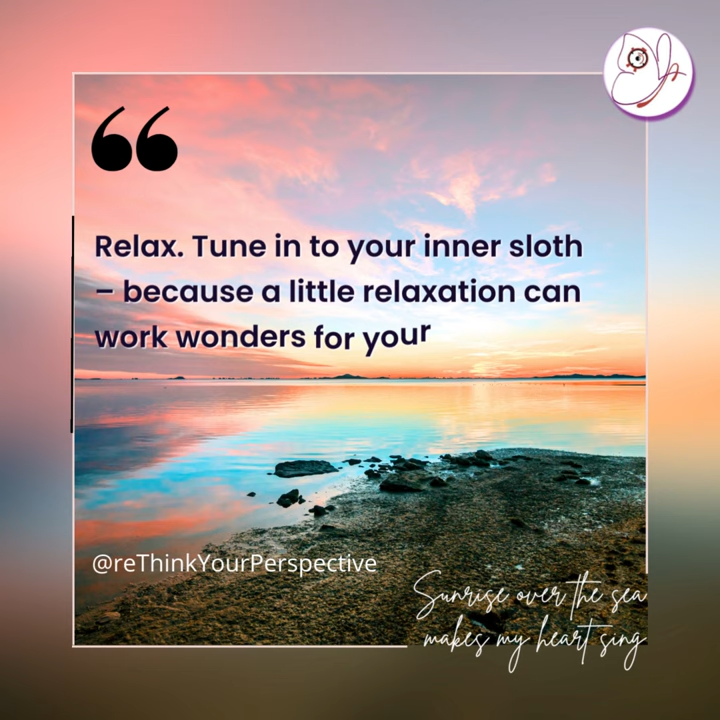 Relax. Tune in to your inner sloth
– because a little relaxation can
work wonders for your
@reThinkYourPerspective
Sunrise over the sea
makes my heart sing